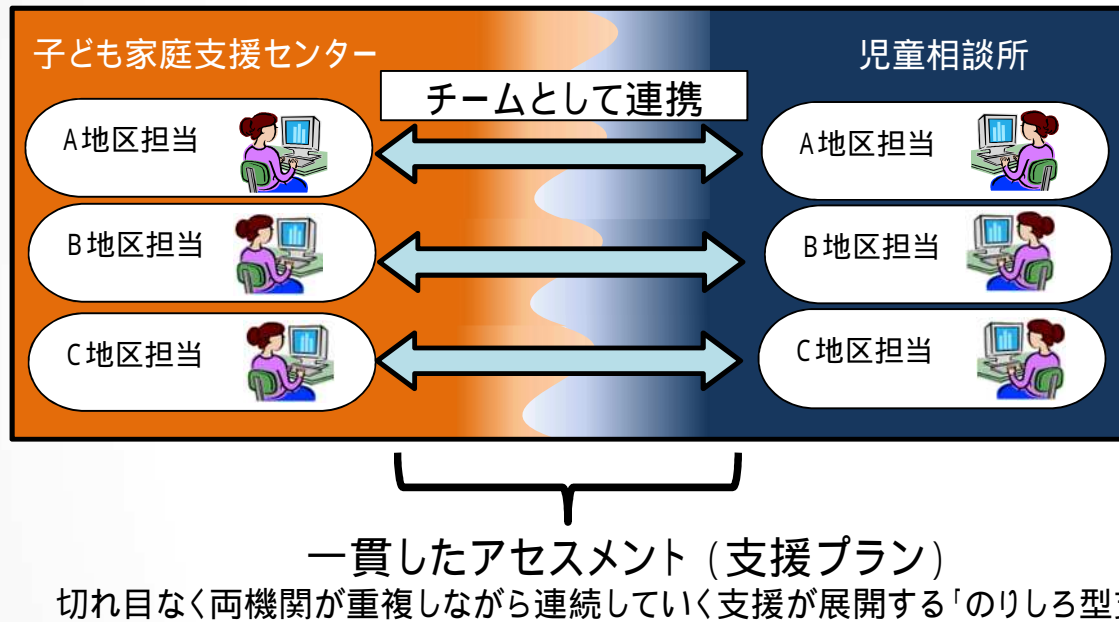 子ども家庭支援センター
児童相談所
チームとして連携
A地区担当
A地区担当
B地区担当
B地区担当
C地区担当
C地区担当
一貫したアセスメント(支援プラン)
切れ目なく両機関が重複しながら連続していく支援が展開する「のりしろ型